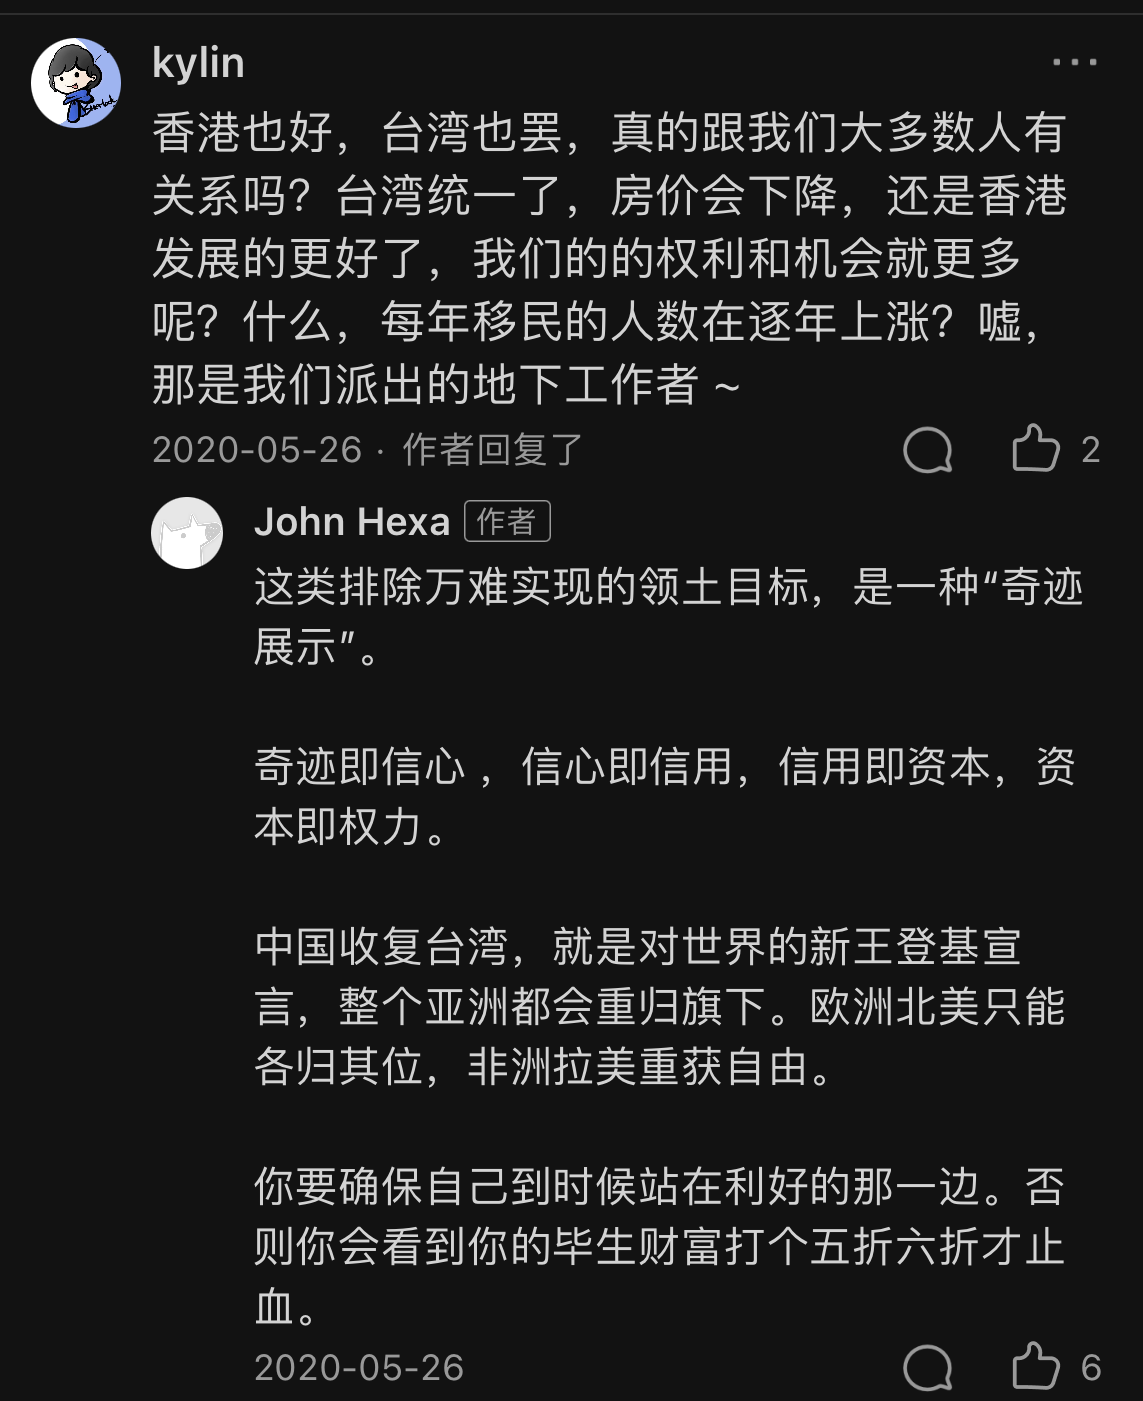 kylin
香港也好，台湾也罢，真的跟我们大多数人有
关系吗？台湾统一了，房价会下降，还是香港
发展的更好了，我们的的权利和机会就更多
呢？什么，每年移民的人数在逐年上涨？嘘，
那是我们派出的地下工作者 ~
2020-05-26 · 作者回复了
2
John Hexa 作者
这类排除万难实现的领土目标，是一种“奇迹
展示”。
奇迹即信心 ，信心即信用，信用即资本，资
本即权力。
中国收复台湾，就是对世界的新王登基宣
言，整个亚洲都会重归旗下。欧洲北美只能
各归其位，非洲拉美重获自由。
你要确保自己到时候站在利好的那一边。否
则你会看到你的毕生财富打个五折六折才止
血。
2020-05-26
6